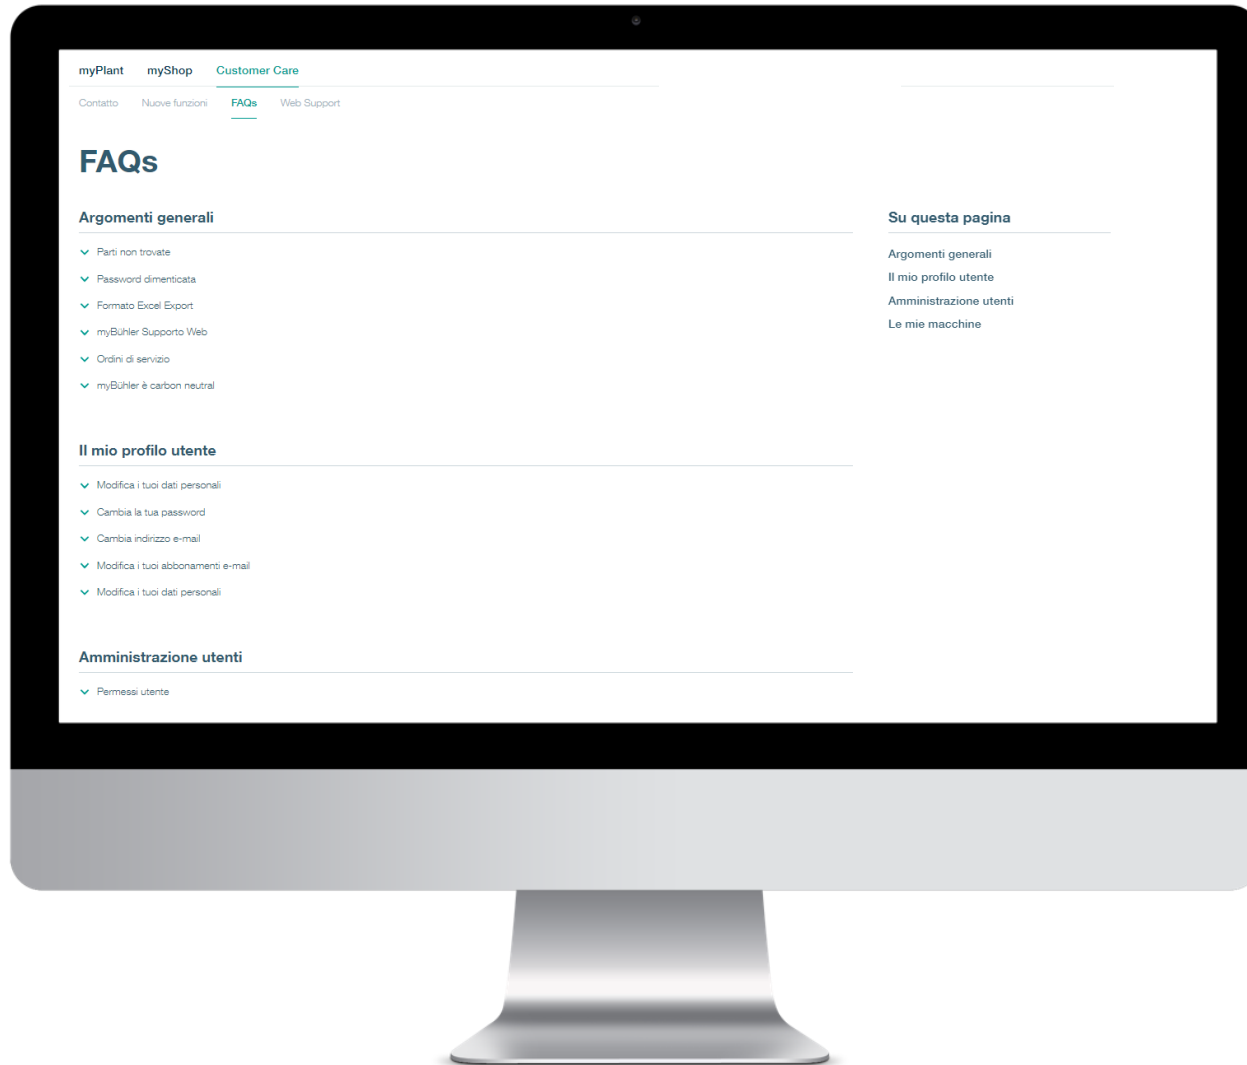 myPlant myShop Customer Care
Contatto Nuove funzioni FAQs Web Support
FAQs
Argomenti generali
Parti non trovate
Password dimenticata
Formato Excel Export
myBühler Supporto Web
Ordini di servizio
myBühler è carbon neutral
Il mio profilo utente
Modifica i tuoi dati personali
Cambia la tua password
Cambia indirizzo e-mail
Modifica i tuoi abbonamenti e-mail
Modifica i tuoi dati personali
Amministrazione utenti
Permessi utente
Su questa pagina
Argomenti generali
Il mio profilo utente
Amministrazione utenti
Le mie macchine